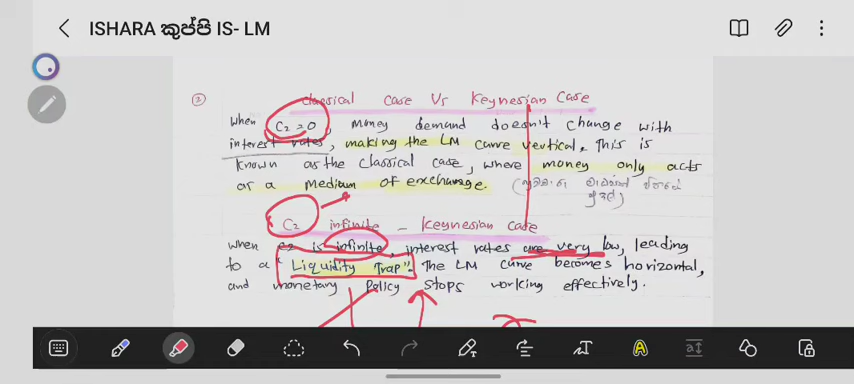 ISHARA කුප්පි IS- LM
② Classical case Vs Keynesian Case
When C2=0, money demand doesn't change with
interest rates, making the LM curve vertical. This is
known as the classical case, where money only acts
as a medium of exchange.
C2 infinite - Keynesian case
When c2 is infinite, interest rates are very low, leading
to a "Liquidity Trap". The LM curve becomes horizontal,
and monetary Policy stops working effectively.